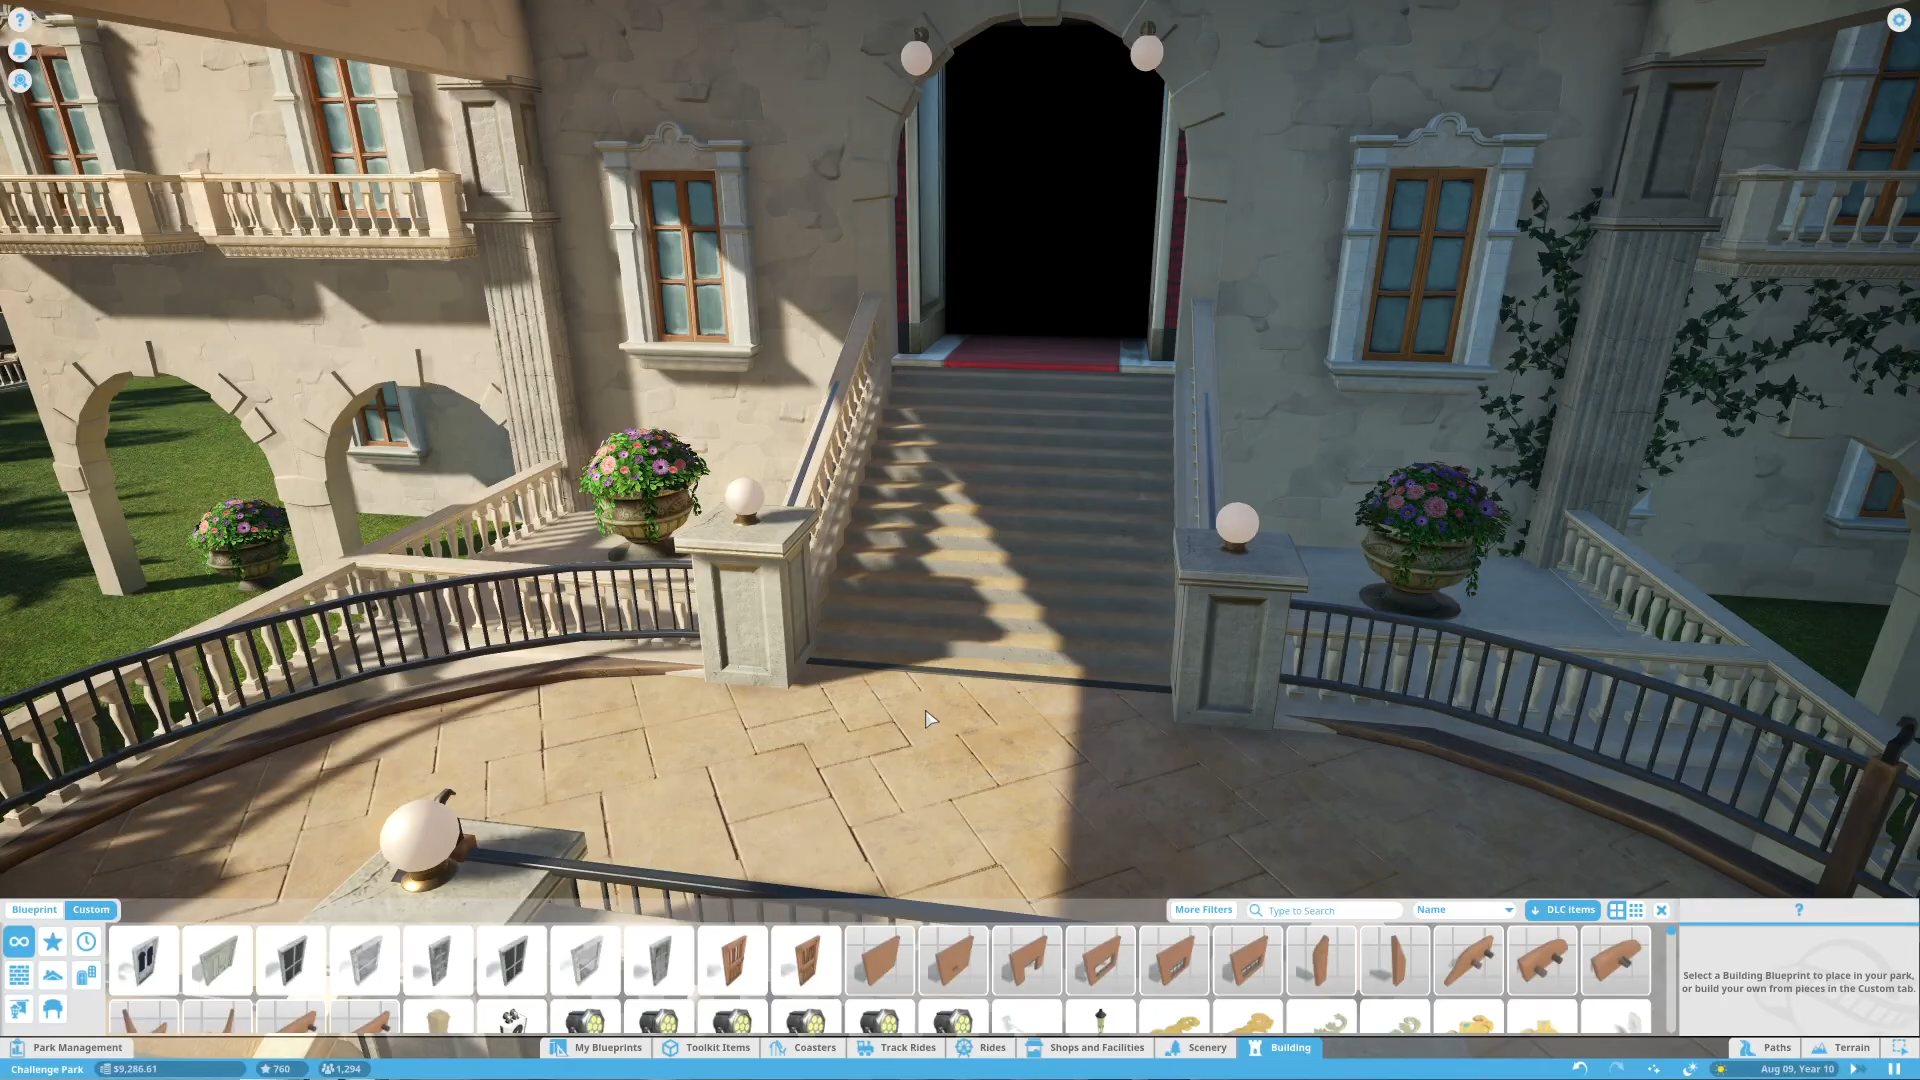 ?
Blueprint
Custom
More Filters
Type to Search
Name
DLC items
?
Select a Building Blueprint to place in your park,
or build your own from pieces in the Custom tab.
Park Management
My Blueprints
Toolkit Items
Coasters
Track Rides
Rides
Shops and Facilities
Scenery
Building
Paths
Terrain
Challenge Park
$9,286.61
760
1,294
Aug 09, Year 10